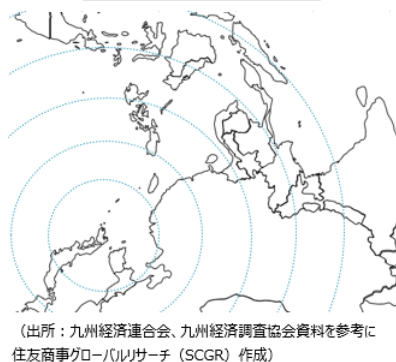 （出所：九州経済連合会、九州経済調査協会資料を参考に
住友商事グローバルリサーチ（SCGR）作成）